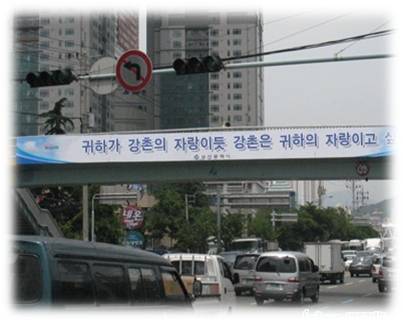 귀하가 강촌의 자랑이듯 강촌은 귀하의 자랑이고